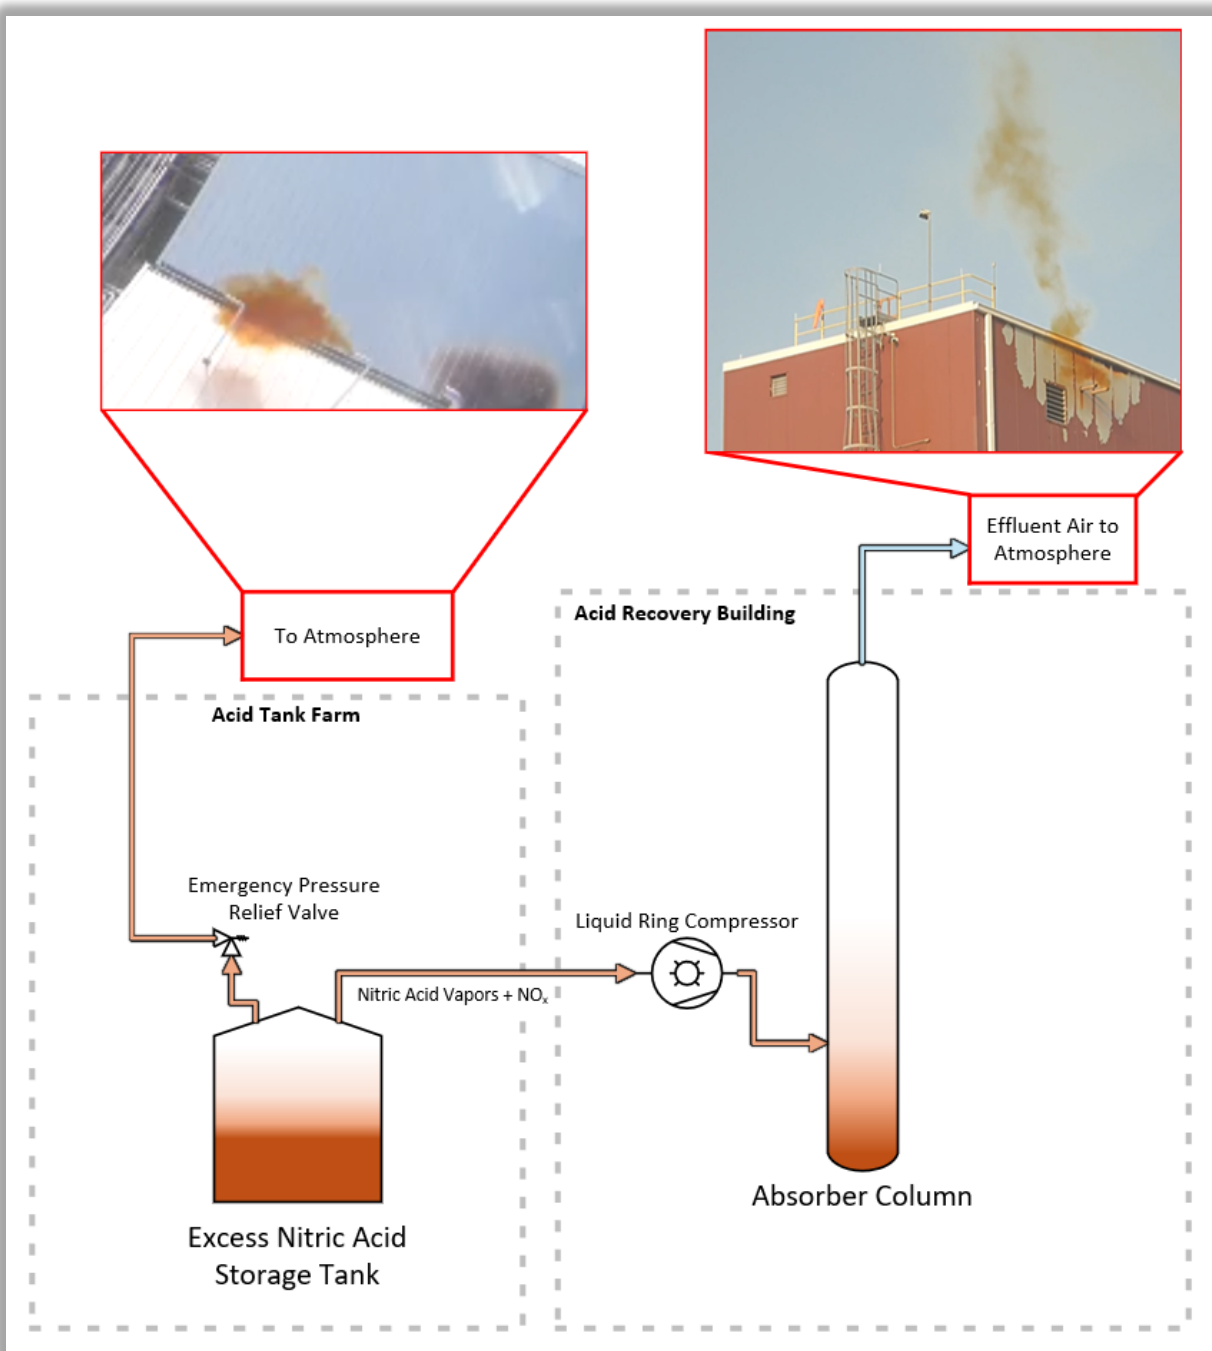 Effluent Air to
Atmosphere
To Atmosphere
Acid Recovery Building
Acid Tank Farm
Emergency Pressure
Relief Valve
Liquid Ring Compressor
Nitric Acid Vapors + NOₓ
Absorber Column
Excess Nitric Acid
Storage Tank